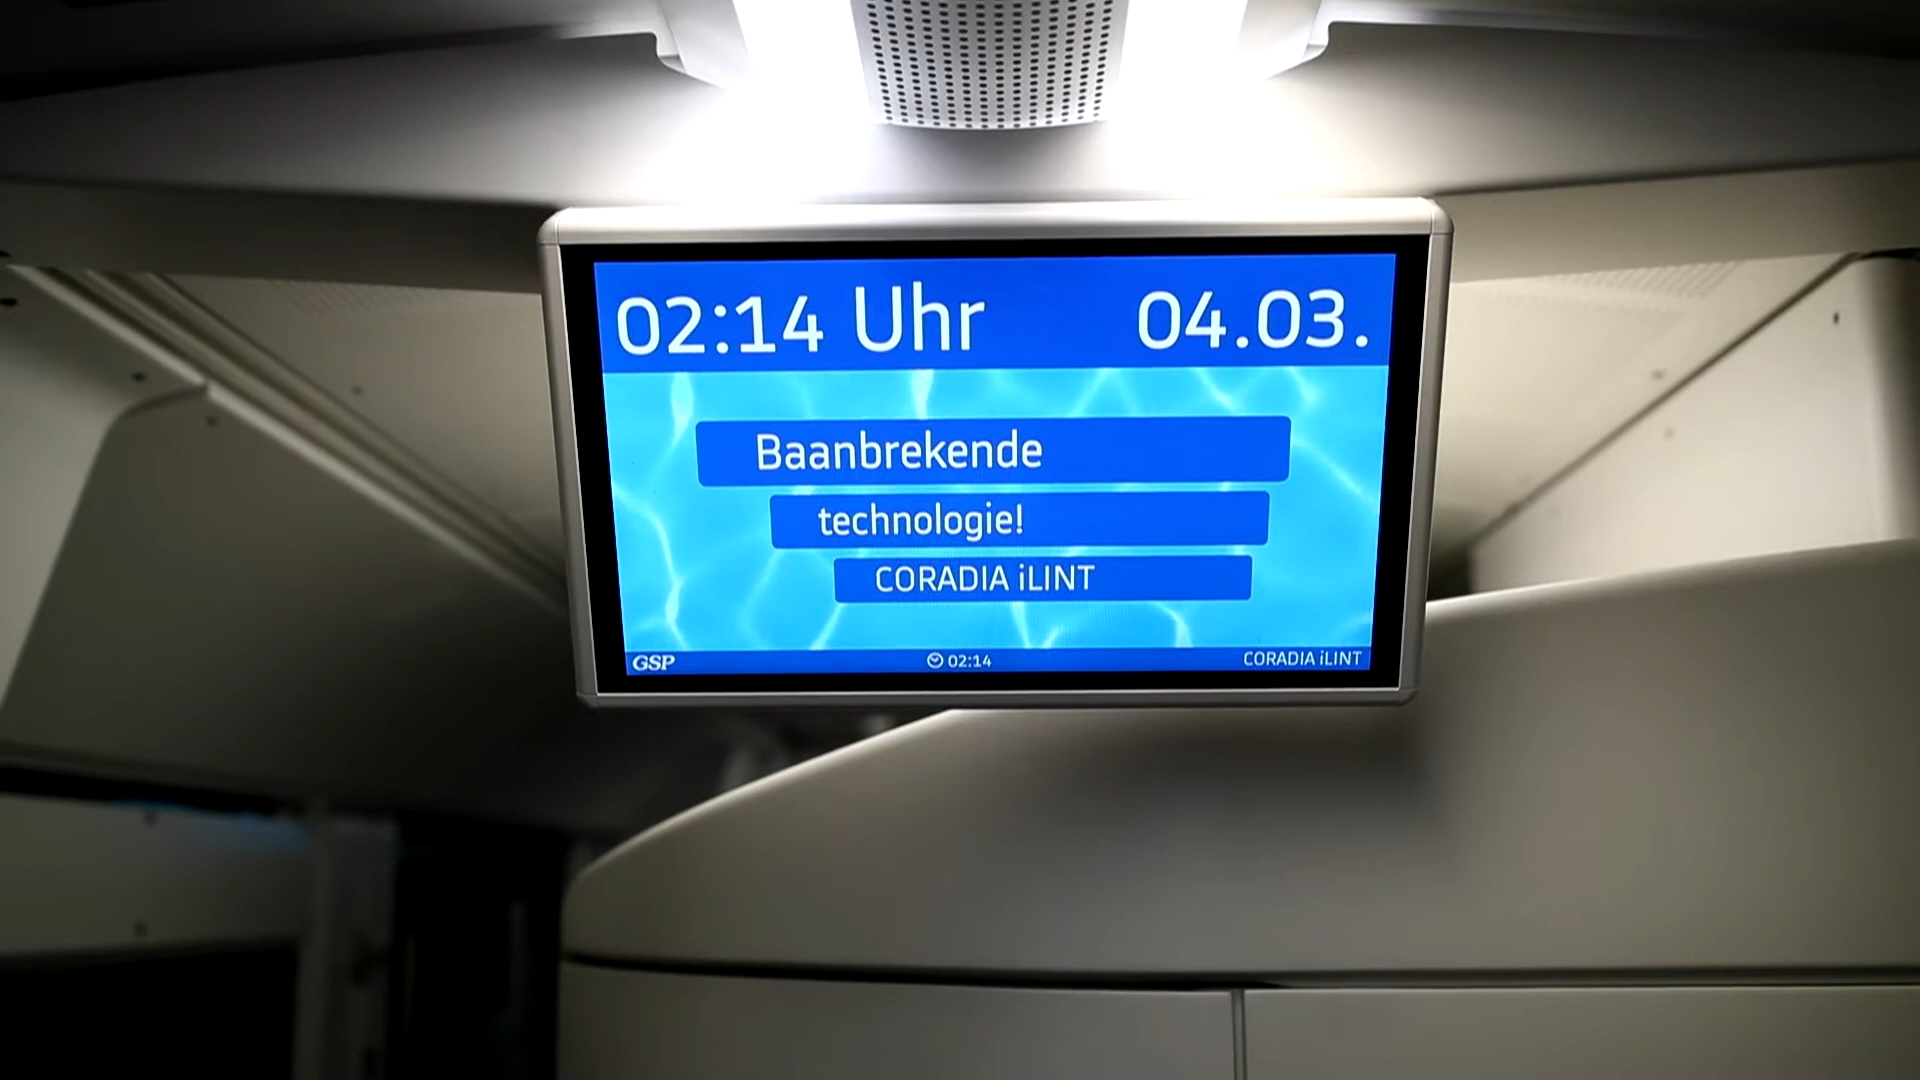 02:14 Uhr 04.03.
Baanbrekende
technologie!
CORADIA iLINT
GSP 02:14 CORADIA iLINT